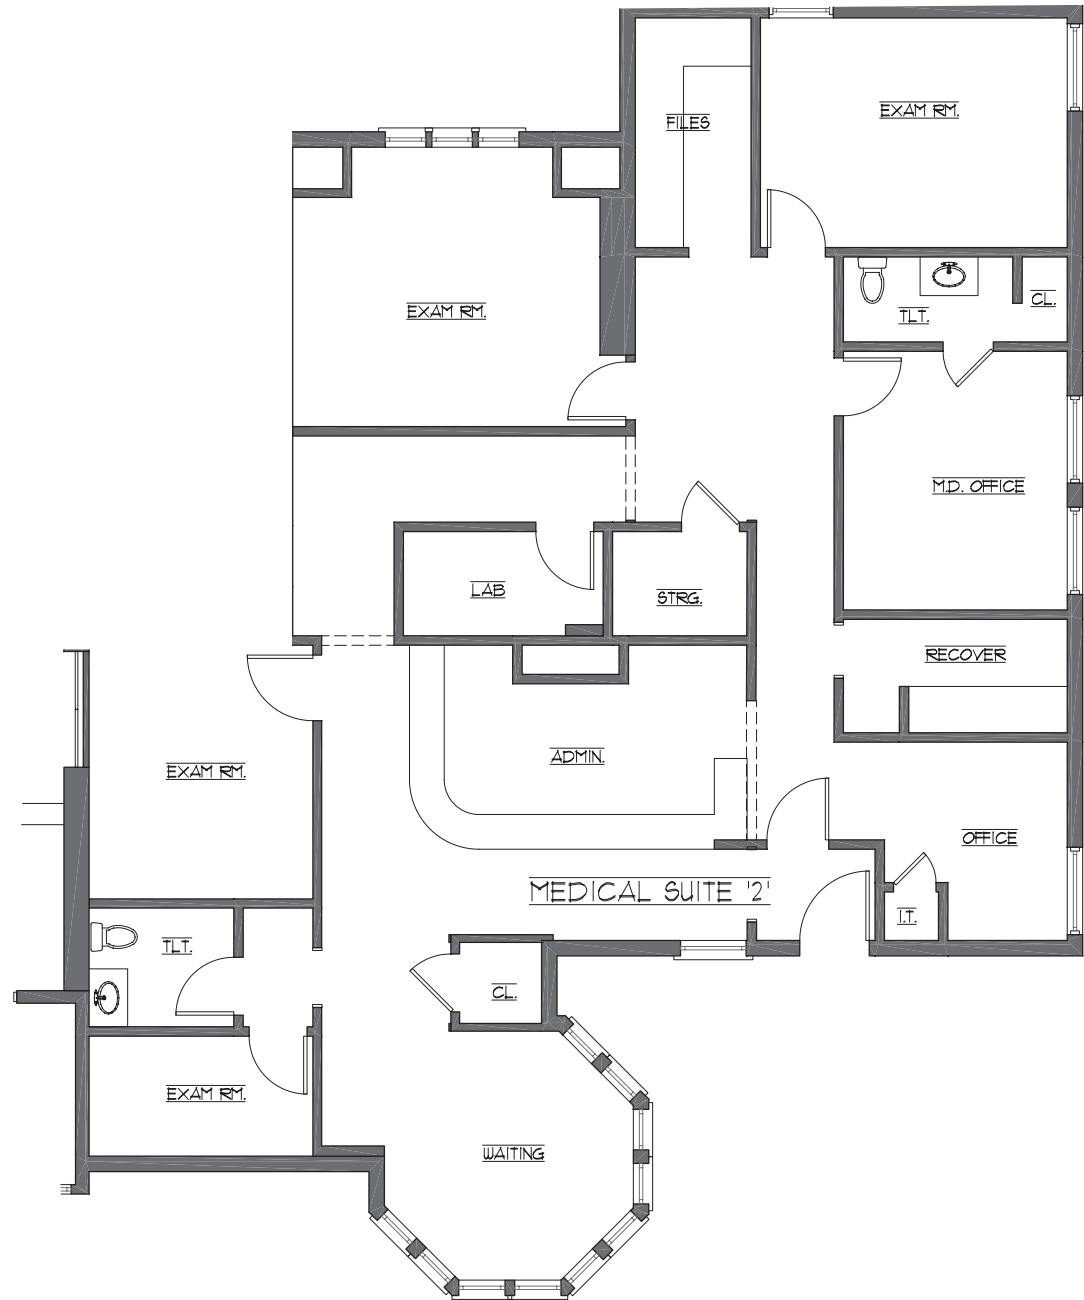 EXAM RM.
FILES
CL.
EXAM RM.
TLT.
M.D. OFFICE
LAB
STRG.
RECOVER
ADMIN.
EXAM RM.
OFFICE
MEDICAL SUITE '2'
I.T.
TLT.
CL.
EXAM RM.
WAITING